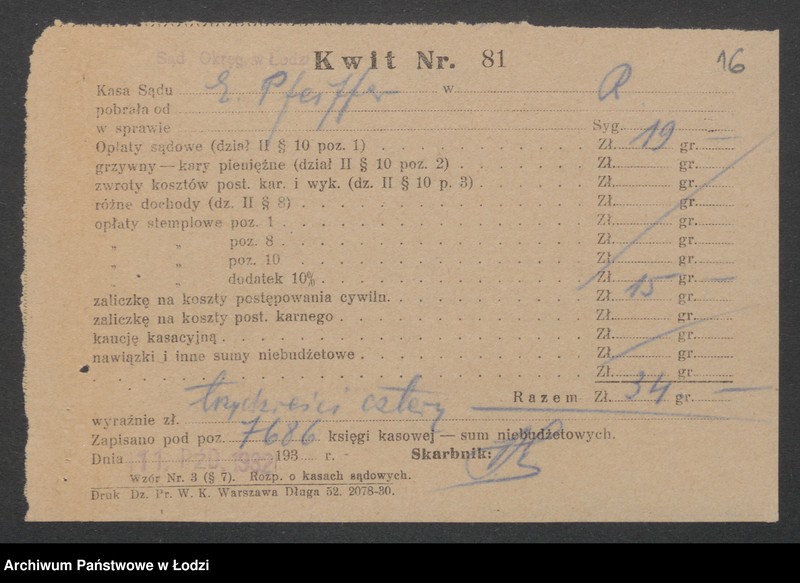 Sąd Okręg. w Łodzi
Kwit Nr. 81
16
Kasa Sądu w
pobrała od E. Pfeiffer R
w sprawie Syg.
Opłaty sądowe (dział II § 10 poz. 1) Zł. 19 gr. —
grzywny — kary pieniężne (dział II § 10 poz. 2) Zł. gr.
zwroty kosztów post. kar. i wyk. (dz. II § 10 p. 3) Zł. gr.
różne dochody (dz. II § 8) Zł. gr.
opłaty stemplowe poz. 1 Zł. gr.
„ „ poz. 8 Zł. gr.
„ „ poz. 10 Zł. gr.
„ „ dodatek 10% Zł. gr.
zaliczkę na koszty postępowania cywiln. Zł. 15 gr. —
zaliczkę na koszty post. karnego Zł. gr.
kaucję kasacyjną Zł. gr.
nawiązki i inne sumy niebudżetowe Zł. gr.
Zł. gr.
Razem Zł. 34 gr. —
wyraźnie zł. trzydzieści cztery
Zapisano pod poz. 7686 księgi kasowej — sum niebudżetowych.
Dnia 11. PAŹ. 1932 193 r. Skarbnik:
Wzór Nr. 3 (§ 7). Rozp. o kasach sądowych.
Druk Dz. Pr. W. K. Warszawa Długa 52. 2078-30.
Archiwum Państwowe w Łodzi